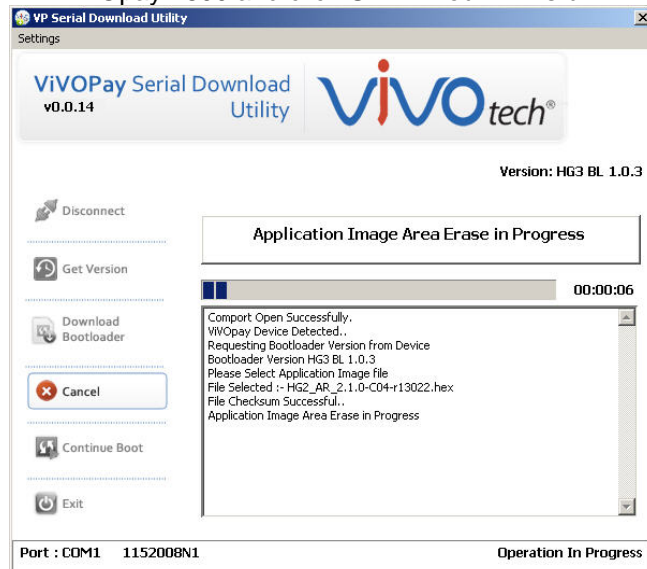 VP Serial Download Utility
Settings
ViVOPay Serial Download
v0.0.14 Utility
ViVOtech®
Version: HG3 BL 1.0.3
Disconnect
Application Image Area Erase in Progress
Get Version
00:00:06
Download
Bootloader
Cancel
Continue Boot
Exit
Comport Open Successfully.
ViVOpay Device Detected..
Requesting Bootloader Version from Device
Bootloader Version HG3 BL 1.0.3
Please Select Application Image file
File Selected :- HG2_AR_2.1.0-C04-r13022.hex
File Checksum Successful..
Application Image Area Erase in Progress
Port : COM1 1152008N1
Operation In Progress